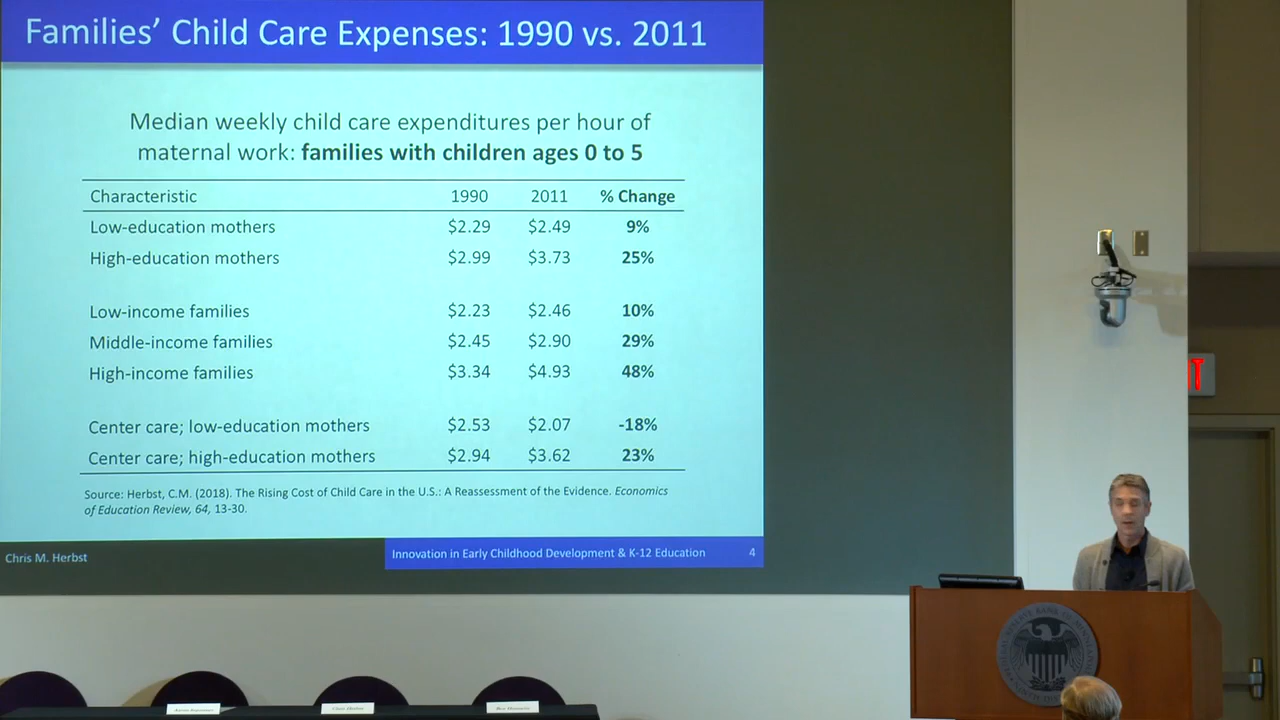 Families' Child Care Expenses: 1990 vs. 2011
Median weekly child care expenditures per hour of
maternal work: families with children ages 0 to 5
Characteristic 1990 2011 % Change
Low-education mothers $2.29 $2.49 9%
High-education mothers $2.99 $3.73 25%
Low-income families $2.23 $2.46 10%
Middle-income families $2.45 $2.90 29%
High-income families $3.34 $4.93 48%
Center care; low-education mothers $2.53 $2.07 -18%
Center care; high-education mothers $2.94 $3.62 23%
Source: Herbst, C.M. (2018). The Rising Cost of Child Care in the U.S.: A Reassessment of the Evidence. Economics
of Education Review, 64, 13-30.
Chris M. Herbst
Innovation in Early Childhood Development & K-12 Education 4